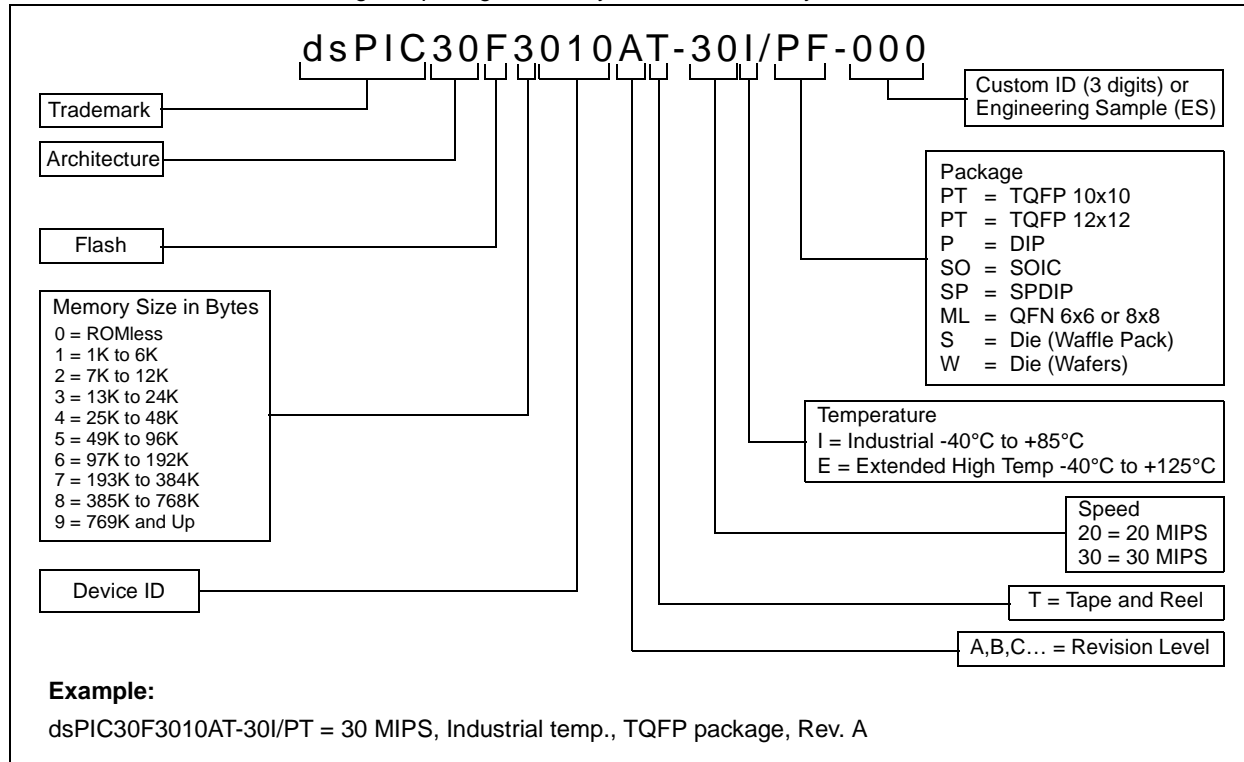 dsPIC30F3010AT-30I/PF-000
Trademark
Architecture
Flash
Memory Size in Bytes
0 = ROMless
1 = 1K to 6K
2 = 7K to 12K
3 = 13K to 24K
4 = 25K to 48K
5 = 49K to 96K
6 = 97K to 192K
7 = 193K to 384K
8 = 385K to 768K
9 = 769K and Up
Device ID
Custom ID (3 digits) or
Engineering Sample (ES)
Package
PT = TQFP 10x10
PT = TQFP 12x12
P = DIP
SO = SOIC
SP = SPDIP
ML = QFN 6x6 or 8x8
S = Die (Waffle Pack)
W = Die (Wafers)
Temperature
I = Industrial -40°C to +85°C
E = Extended High Temp -40°C to +125°C
Speed
20 = 20 MIPS
30 = 30 MIPS
T = Tape and Reel
A,B,C… = Revision Level
Example:
dsPIC30F3010AT-30I/PT = 30 MIPS, Industrial temp., TQFP package, Rev. A